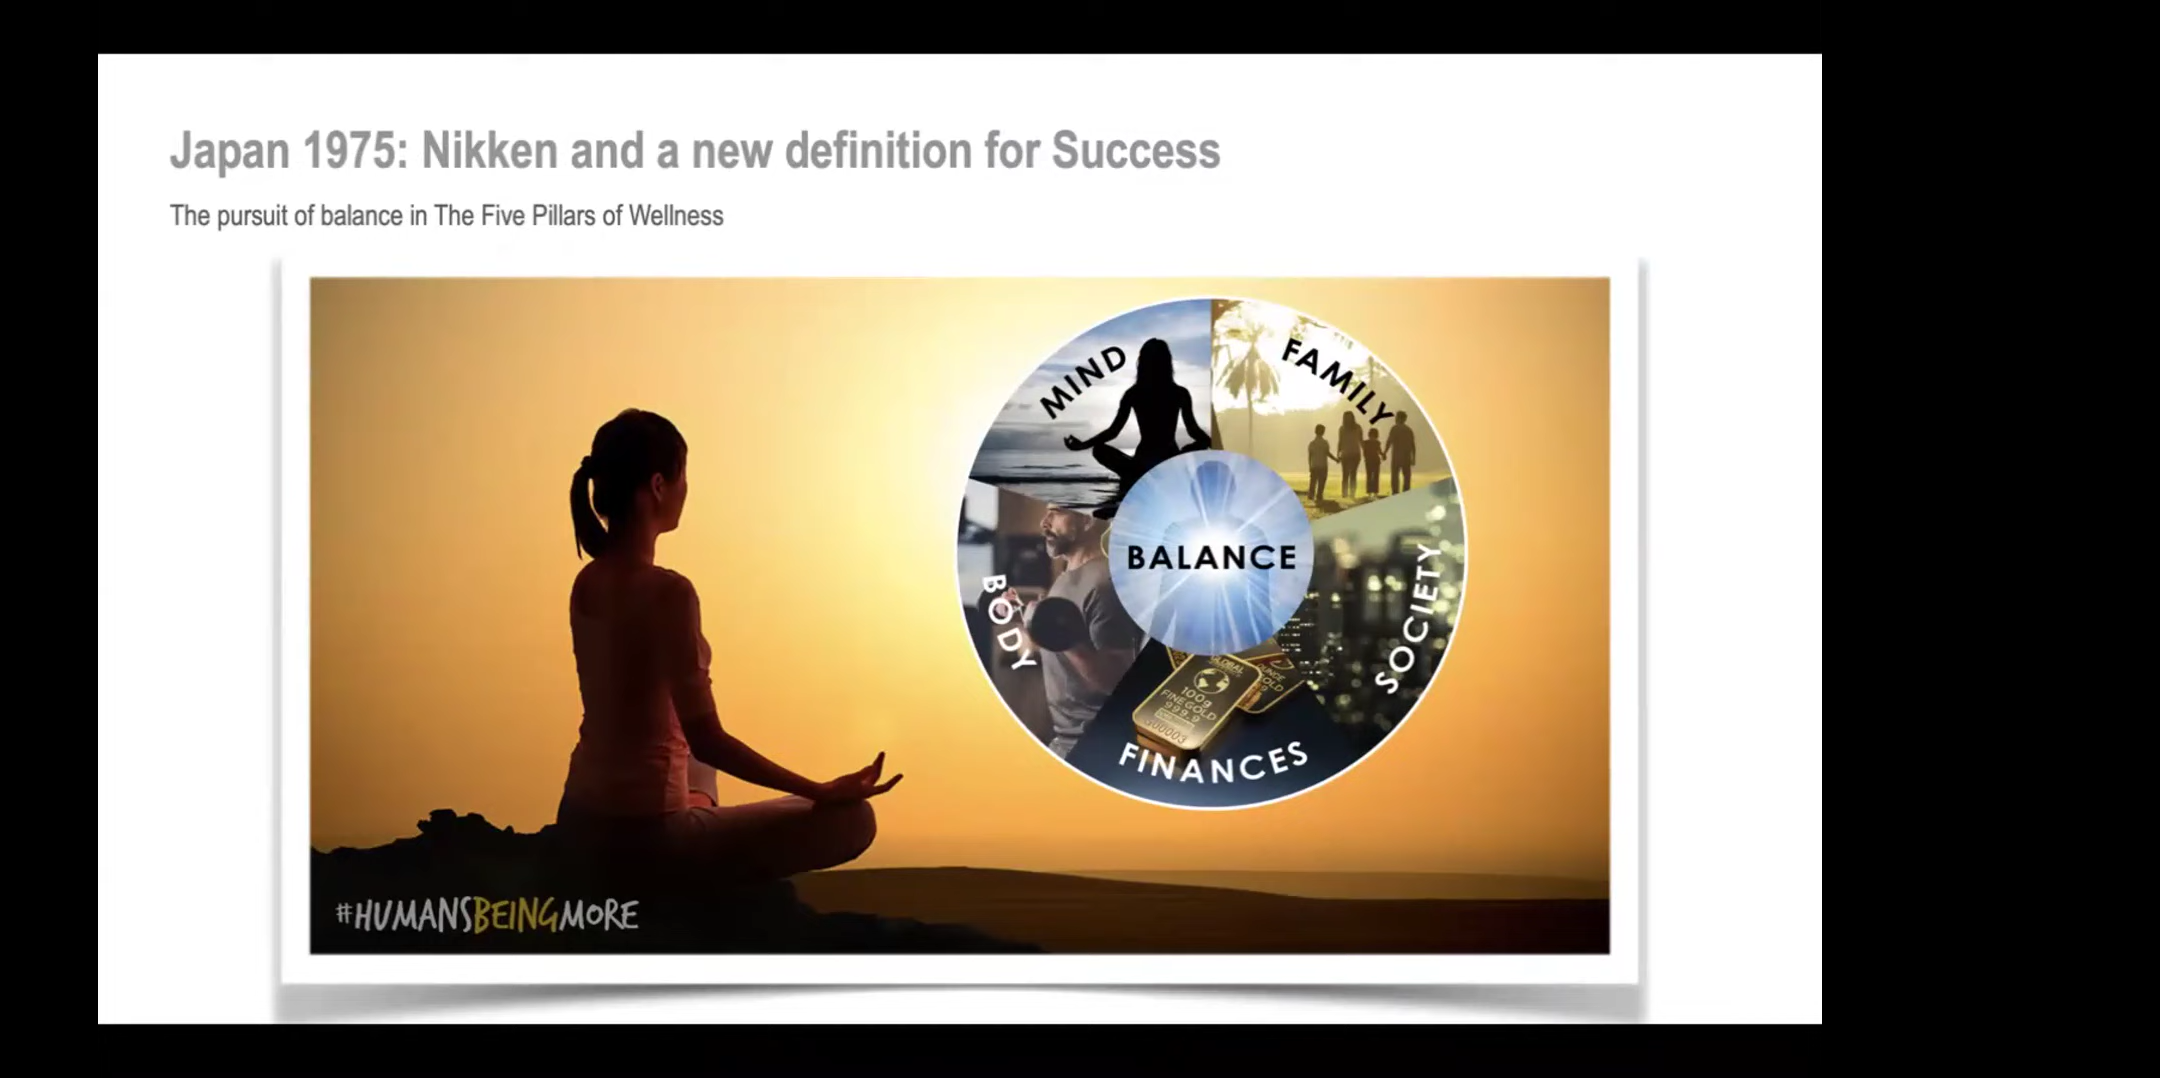 Japan 1975: Nikken and a new definition for Success
The pursuit of balance in The Five Pillars of Wellness
MIND
FAMILY
BODY
BALANCE
SOCIETY
GLOBAL
100g
FINE GOLD
999.9
FINANCES
#HUMANSBEINGMORE